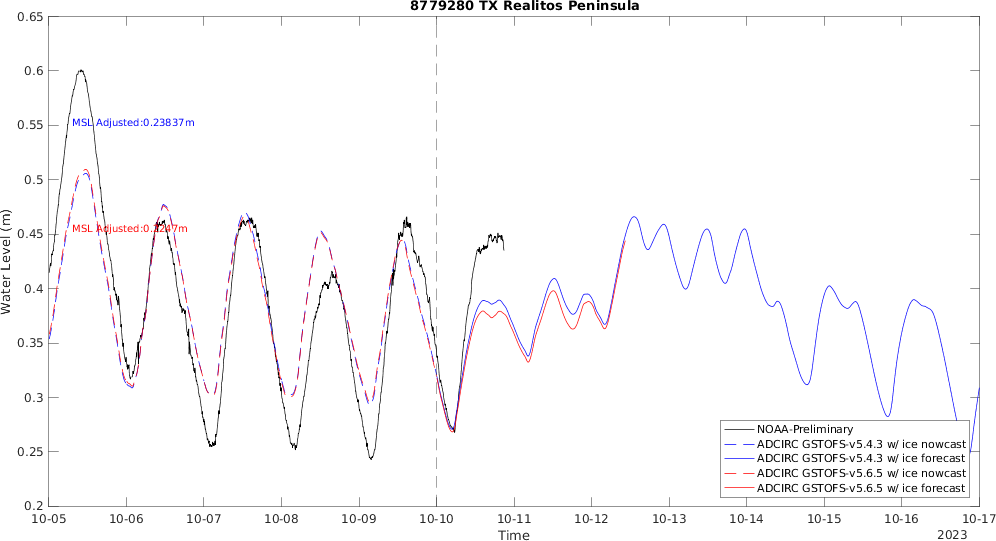 8779280 TX Realitos Peninsula
0.65
0.6
0.55
0.5
0.45
0.4
0.35
0.3
0.25
0.2
Water Level (m)
MSL Adjusted:0.23837m
MSL Adjusted:
NOAA-Preliminary
ADCIRC GSTOFS-v5.4.3 w/ ice nowcast
ADCIRC GSTOFS-v5.4.3 w/ ice forecast
ADCIRC GSTOFS-v5.6.5 w/ ice nowcast
ADCIRC GSTOFS-v5.6.5 w/ ice forecast
10-05 10-06 10-07 10-08 10-09 10-10 10-11 10-12 10-13 10-14 10-15 10-16 10-17
Time
2023